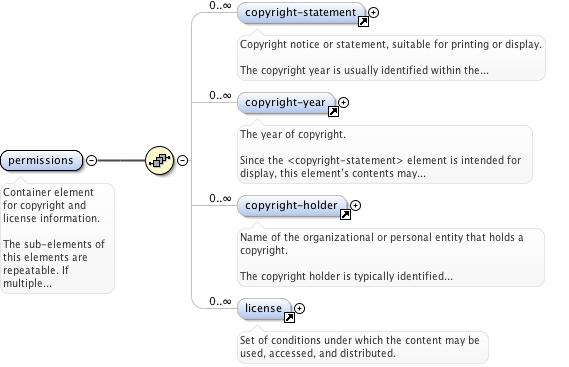 0..∞
copyright-statement
Copyright notice or statement, suitable for printing or display.
The copyright year is usually identified within the...
0..∞
copyright-year
The year of copyright.
Since the <copyright-statement> element is intended for
display, this element's contents may...
permissions
Container element
for copyright and
license information.
The sub-elements of
this elements are
repeatable. If
multiple...
0..∞
copyright-holder
Name of the organizational or personal entity that holds a
copyright.
The copyright holder is typically identified...
0..∞
license
Set of conditions under which the content may be
used, accessed, and distributed.